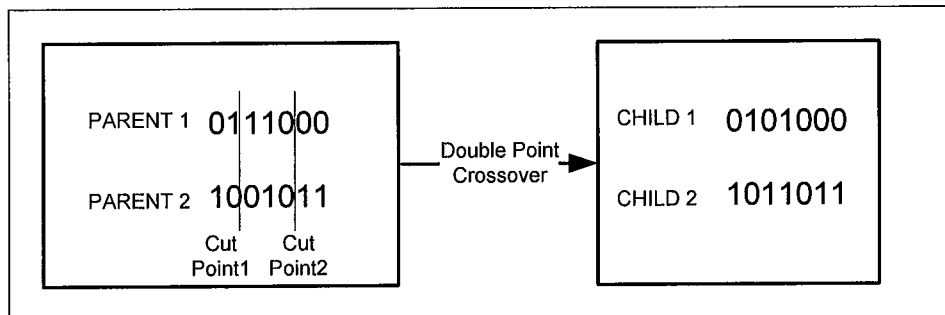 PARENT 1 0111000
PARENT 2 1001011
Cut
Point1
Cut
Point2
Double Point
Crossover
CHILD 1 0101000
CHILD 2 1011011